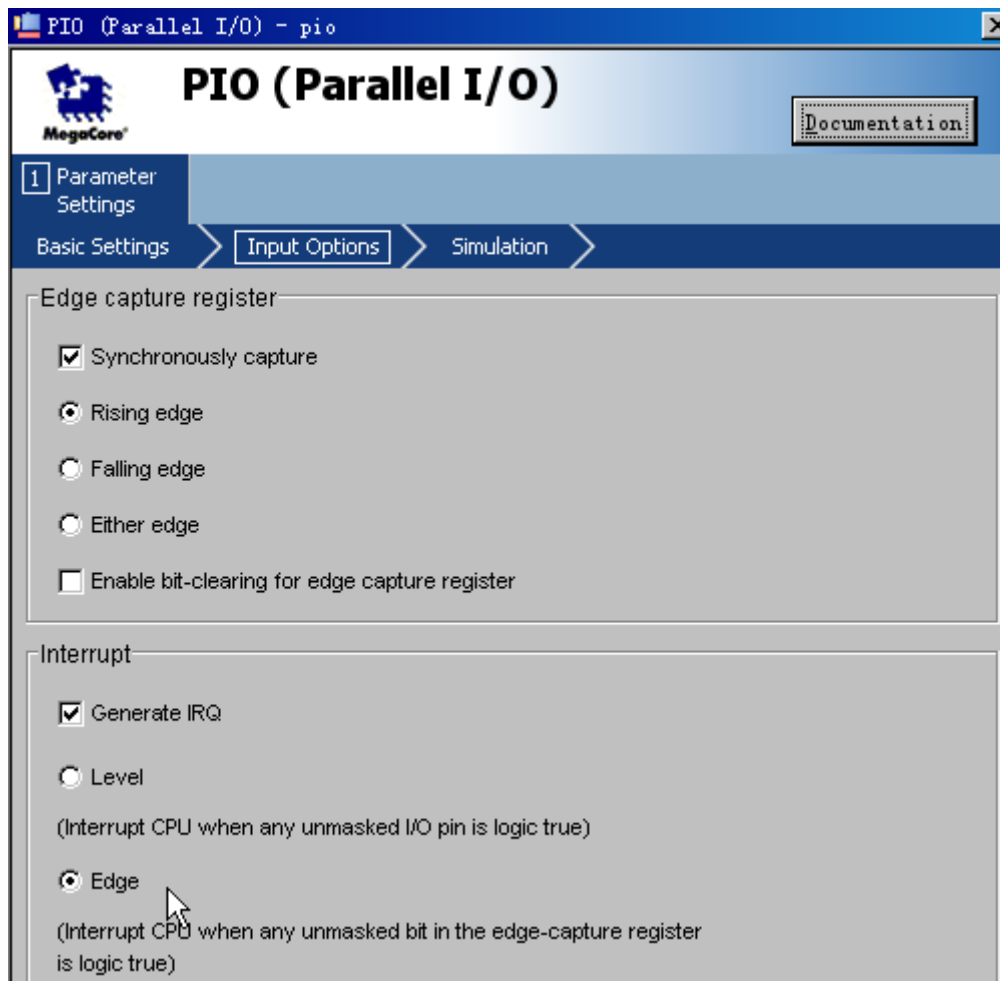 PIO (Parallel I/O) - pio
PIO (Parallel I/O)
MegaCore®
Documentation
1 Parameter
Settings
Basic Settings Input Options Simulation
Edge capture register
Synchronously capture
Rising edge
Falling edge
Either edge
Enable bit-clearing for edge capture register
Interrupt
Generate IRQ
Level
(Interrupt CPU when any unmasked I/O pin is logic true)
Edge
(Interrupt CPU when any unmasked bit in the edge-capture register
is logic true)